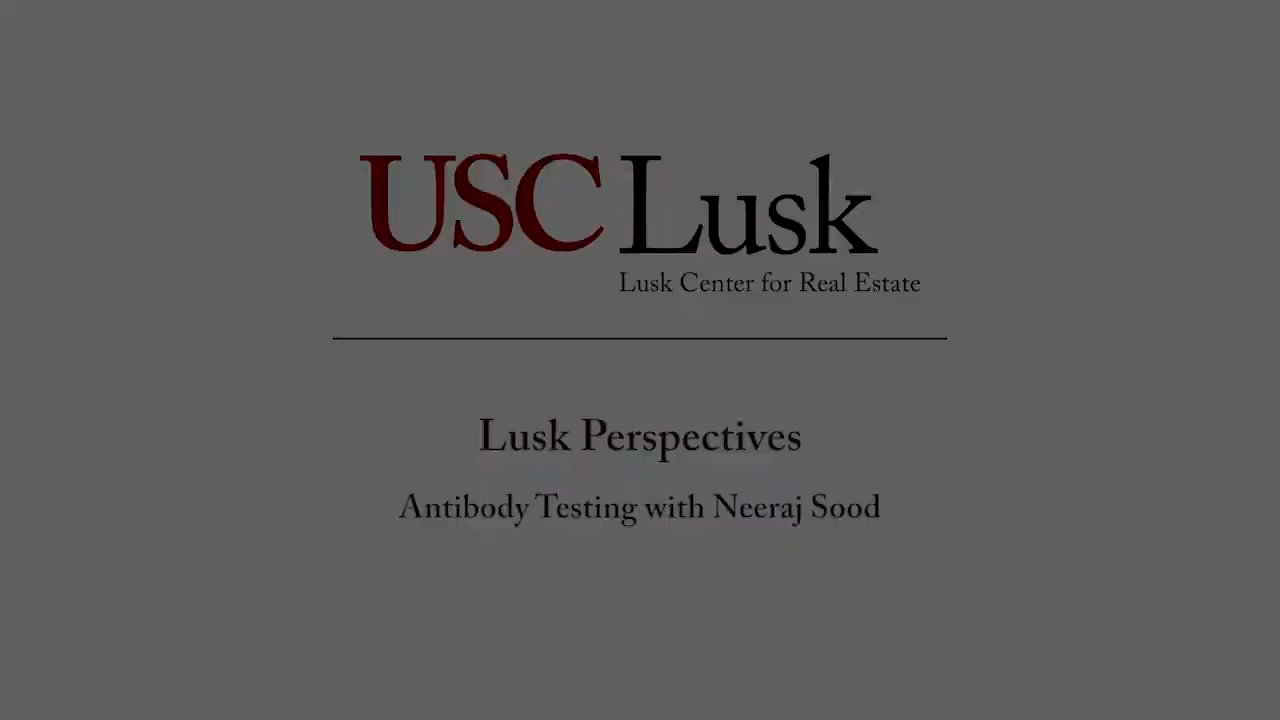 USC Lusk
Lusk Center for Real Estate
Lusk Perspectives
Antibody Testing with Neeraj Sood